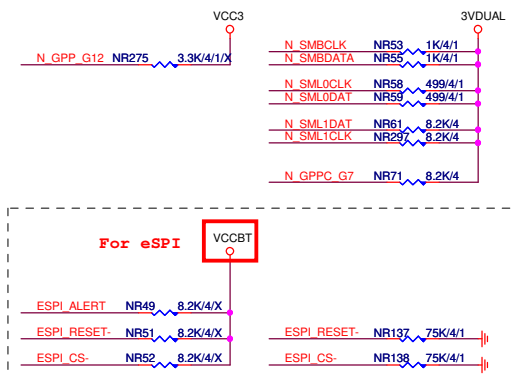 VCC3
N_GPP_G12 NR275 3.3K/4/1/X
3VDUAL
N_SMBCLK NR53 1K/4/1
N_SMBDATA NR55 1K/4/1
N_SML0CLK NR58 499/4/1
N_SML0DAT NR59 499/4/1
N_SML1DAT NR61 8.2K/4
N_SML1CLK NR297 8.2K/4
N_GPPC_G7 NR71 8.2K/4
For eSPI
VCCBT
ESPI_ALERT NR49 8.2K/4/X
ESPI_RESET- NR51 8.2K/4/X
ESPI_CS- NR52 8.2K/4/X
ESPI_RESET- NR137 75K/4/1
ESPI_CS- NR138 75K/4/1